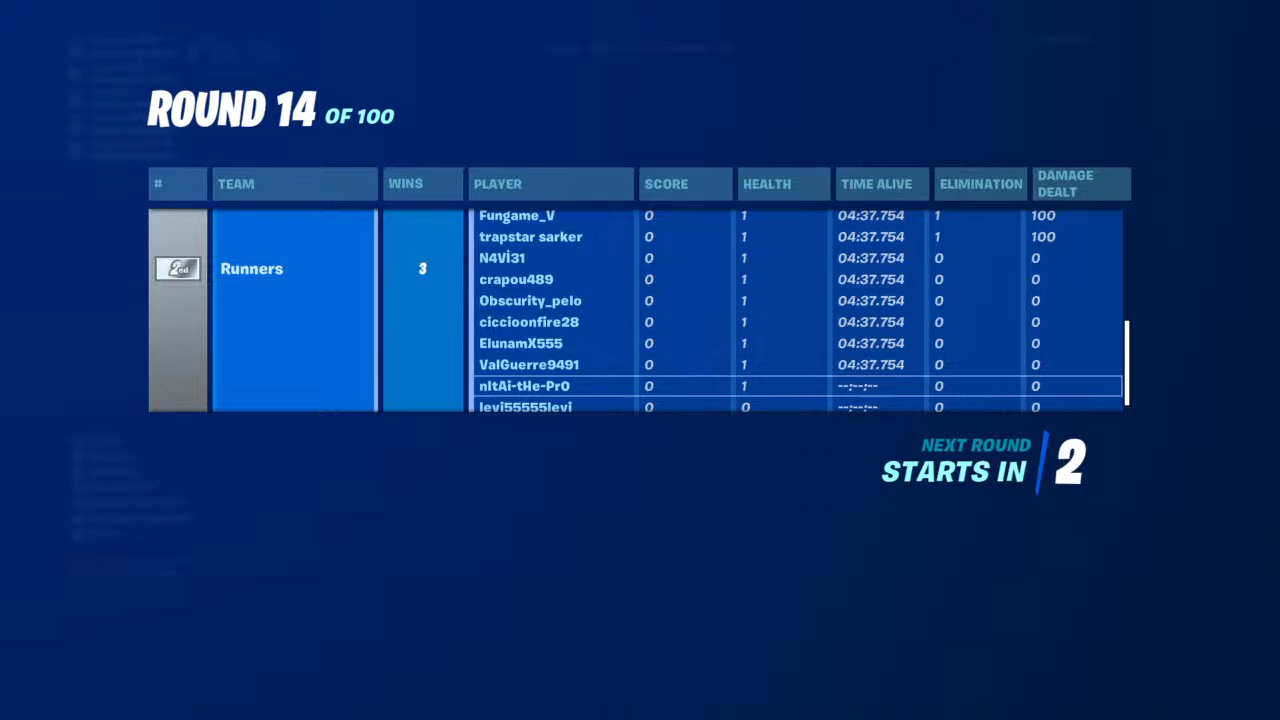 ROUND 14 OF 100
# TEAM WINS PLAYER SCORE HEALTH TIME ALIVE ELIMINATION DAMAGE DEALT
Fungame_V 0 1 04:37.754 1 100
trapstar sarker 0 1 04:37.754 1 100
N4Vİ31 0 1 04:37.754 0 0
2nd Runners 3
crapou489 0 1 04:37.754 0 0
Obscurity_pelo 0 1 04:37.754 0 0
ciccioonfire28 0 1 04:37.754 0 0
ElunamX555 0 1 04:37.754 0 0
ValGuerre9491 0 1 04:37.754 0 0
nItAi-tHe-PrO 0 1 --:--:-- 0 0
levi55555levi 0 0 --:--:-- 0 0
NEXT ROUND
STARTS IN 2